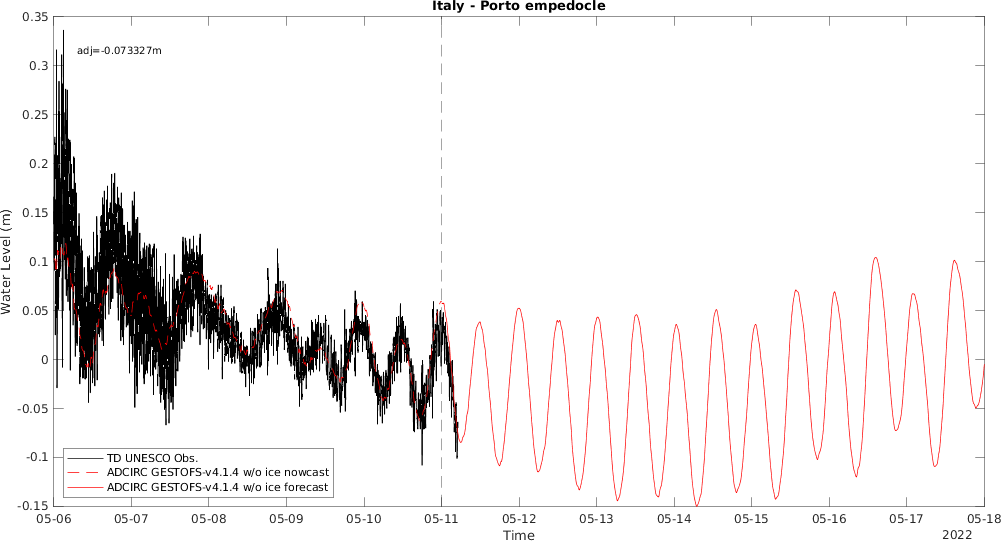 Italy - Porto empedocle
0.35
0.3
0.25
0.2
0.15
0.1
0.05
0
-0.05
-0.1
-0.15
Water Level (m)
adj=-0.073327m
TD UNESCO Obs.
ADCIRC GESTOFS-v4.1.4 w/o ice nowcast
ADCIRC GESTOFS-v4.1.4 w/o ice forecast
05-06 05-07 05-08 05-09 05-10 05-11 05-12 05-13 05-14 05-15 05-16 05-17 05-18
Time
2022